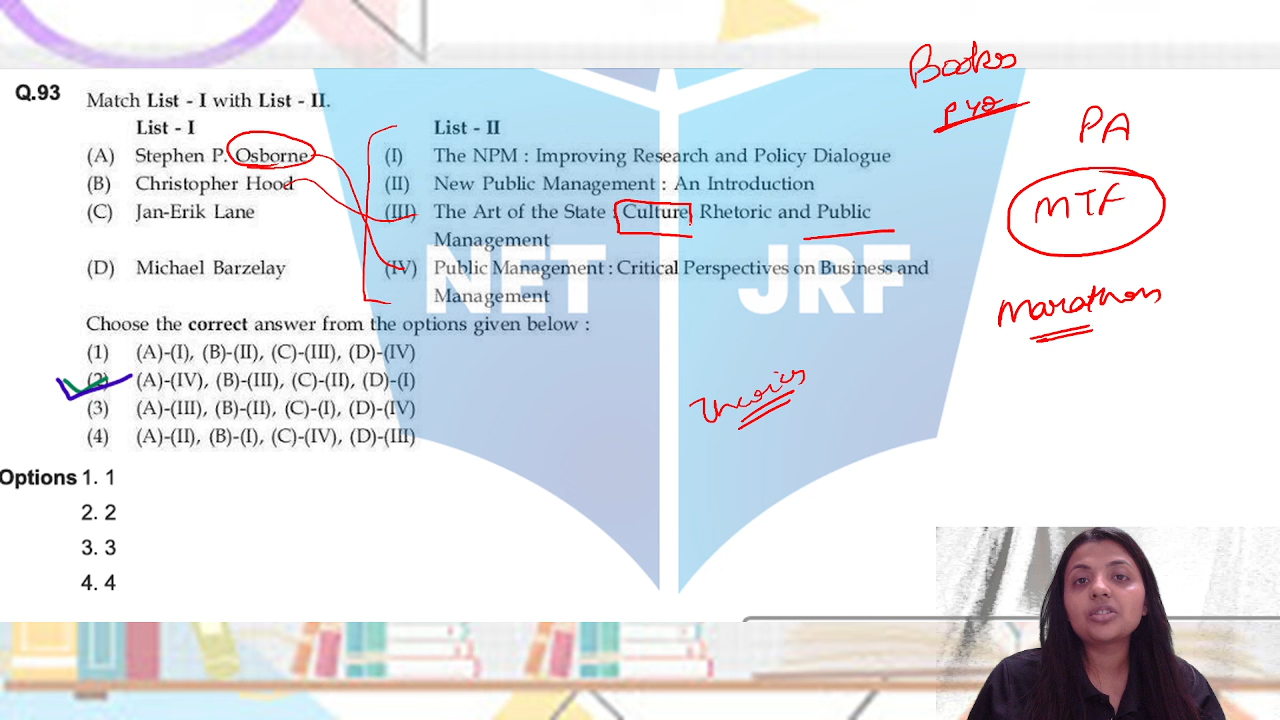 Books
PYQ
PA
MTF
Marathon
Q.93 Match List - I with List - II.
List - I List - II
(A) Stephen P. Osborne (I) The NPM : Improving Research and Policy Dialogue
(B) Christopher Hood (II) New Public Management : An Introduction
(C) Jan-Erik Lane (III) The Art of the State : Culture, Rhetoric and Public
Management
(D) Michael Barzelay (IV) Public Management : Critical Perspectives on Business and
Management
Choose the correct answer from the options given below :
(1) (A)-(I), (B)-(II), (C)-(III), (D)-(IV)
(2) (A)-(IV), (B)-(III), (C)-(II), (D)-(I)
(3) (A)-(III), (B)-(II), (C)-(I), (D)-(IV)
(4) (A)-(II), (B)-(I), (C)-(IV), (D)-(III)
Theories
Options 1. 1
2. 2
3. 3
4. 4
NET JRF